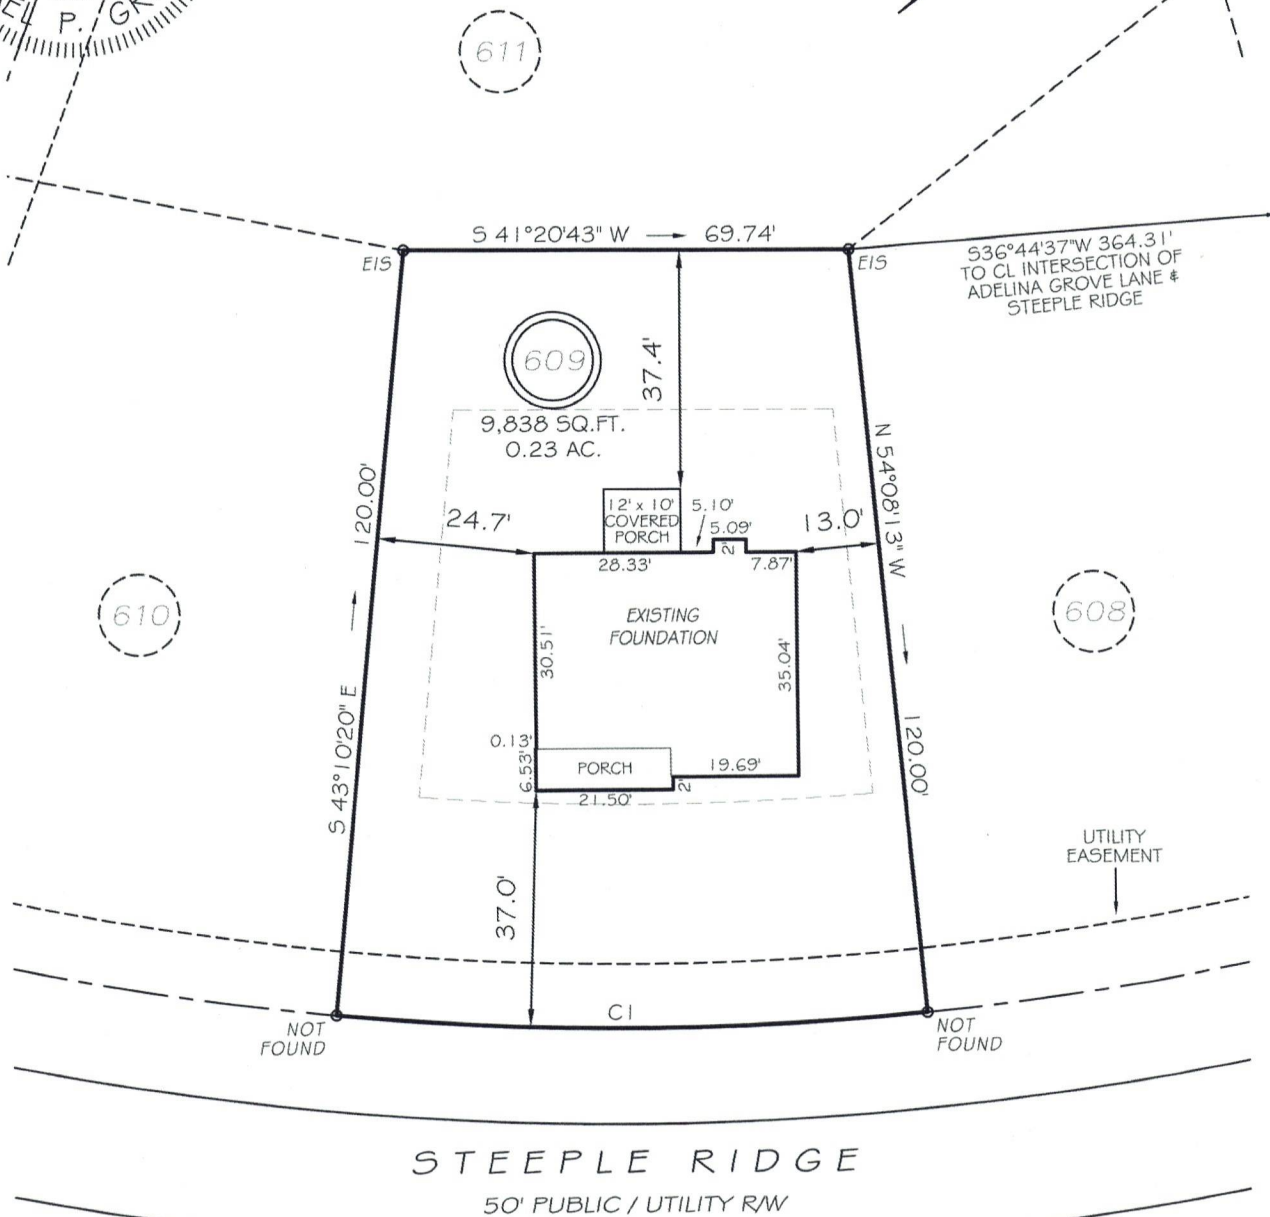 P.
611
S 41°20'43" W 69.74'
EIS
EIS
S36°44'37"W 364.31'
TO CL INTERSECTION OF
ADELINA GROVE LANE &
STEEPLE RIDGE
609
37.4'
9,838 SQ.FT.
0.23 AC.
N 54°08'13" W
120.00'
120.00'
S 43°10'20" E
24.7'
12' x 10'
COVERED
PORCH
5.10'
5.09'
2'
13.0'
28.33'
7.87'
610
EXISTING
FOUNDATION
608
30.51'
35.04'
0.13'
6.53'
PORCH
19.69'
2'
21.50'
UTILITY
EASEMENT
37.0'
C1
NOT
FOUND
NOT
FOUND
STEEPLE RIDGE
50' PUBLIC / UTILITY R/W